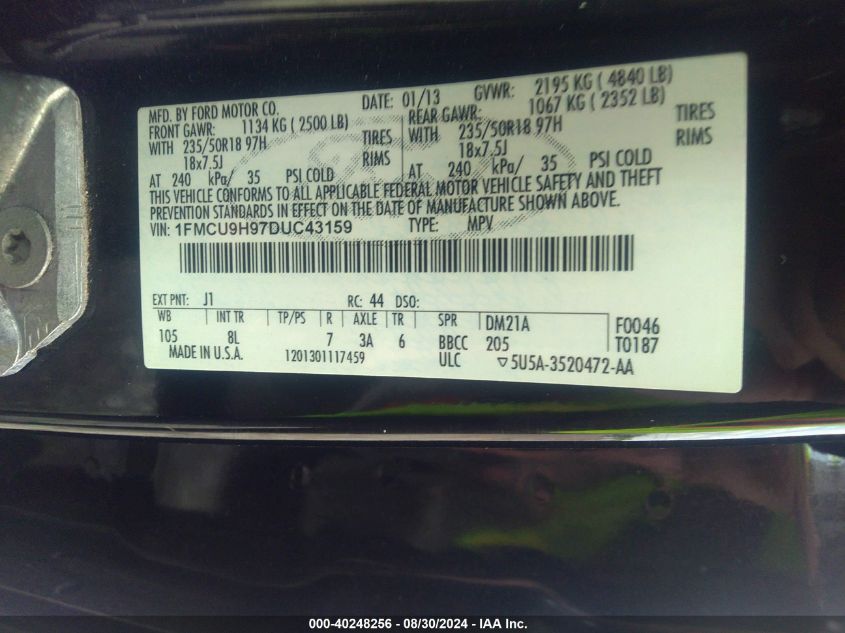 MFD. BY FORD MOTOR CO. DATE: 01/13 GVWR: 2195 KG ( 4840 LB)
FRONT GAWR: 1134 KG ( 2500 LB) REAR GAWR: 1067 KG ( 2352 LB)
WITH 235/50R18 97H TIRES WITH 235/50R18 97H TIRES
18x7.5J RIMS 18x7.5J RIMS
AT 240 kPa/ 35 PSI COLD AT 240 kPa/ 35 PSI COLD
THIS VEHICLE CONFORMS TO ALL APPLICABLE FEDERAL MOTOR VEHICLE SAFETY AND THEFT
PREVENTION STANDARDS IN EFFECT ON THE DATE OF MANUFACTURE SHOWN ABOVE.
VIN: 1FMCU9H97DUC43159 TYPE: MPV
EXT PNT: J1 RC: 44 DSO:
WB INT TR TP/PS R AXLE TR SPR DM21A F0046
105 8L 7 3A 6 BBCC 205 T0187
MADE IN U.S.A. 1201301117459 ULC ▽5U5A-3520472-AA
000-40248256 - 08/30/2024 - IAA Inc.